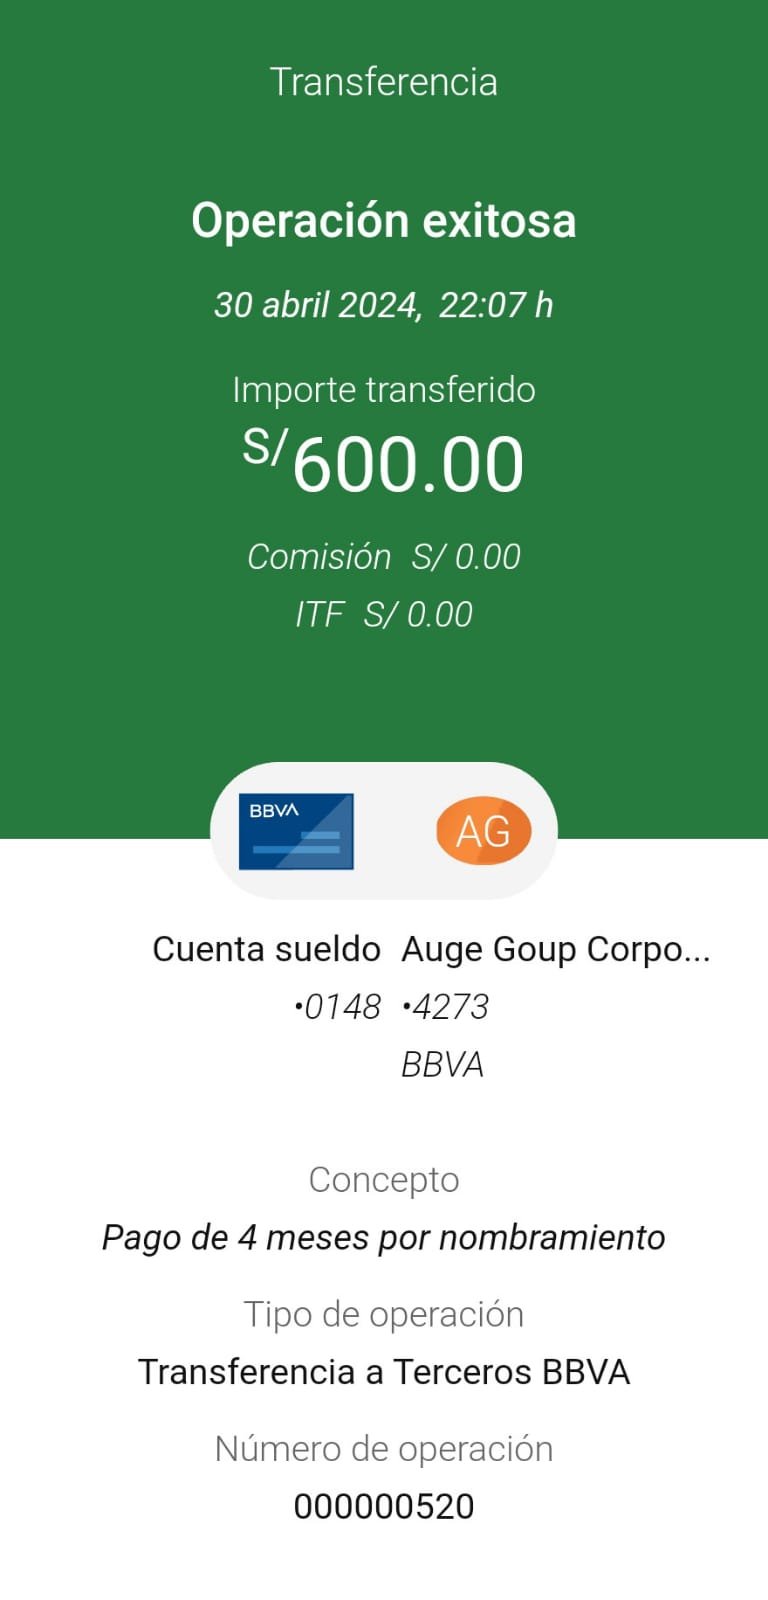 Transferencia
Operación exitosa
30 abril 2024, 22:07 h
Importe transferido
S/600.00
Comisión S/ 0.00
ITF S/ 0.00
BBVA
AG
Cuenta sueldo Auge Goup Corpo...
•0148 •4273
BBVA
Concepto
Pago de 4 meses por nombramiento
Tipo de operación
Transferencia a Terceros BBVA
Número de operación
000000520